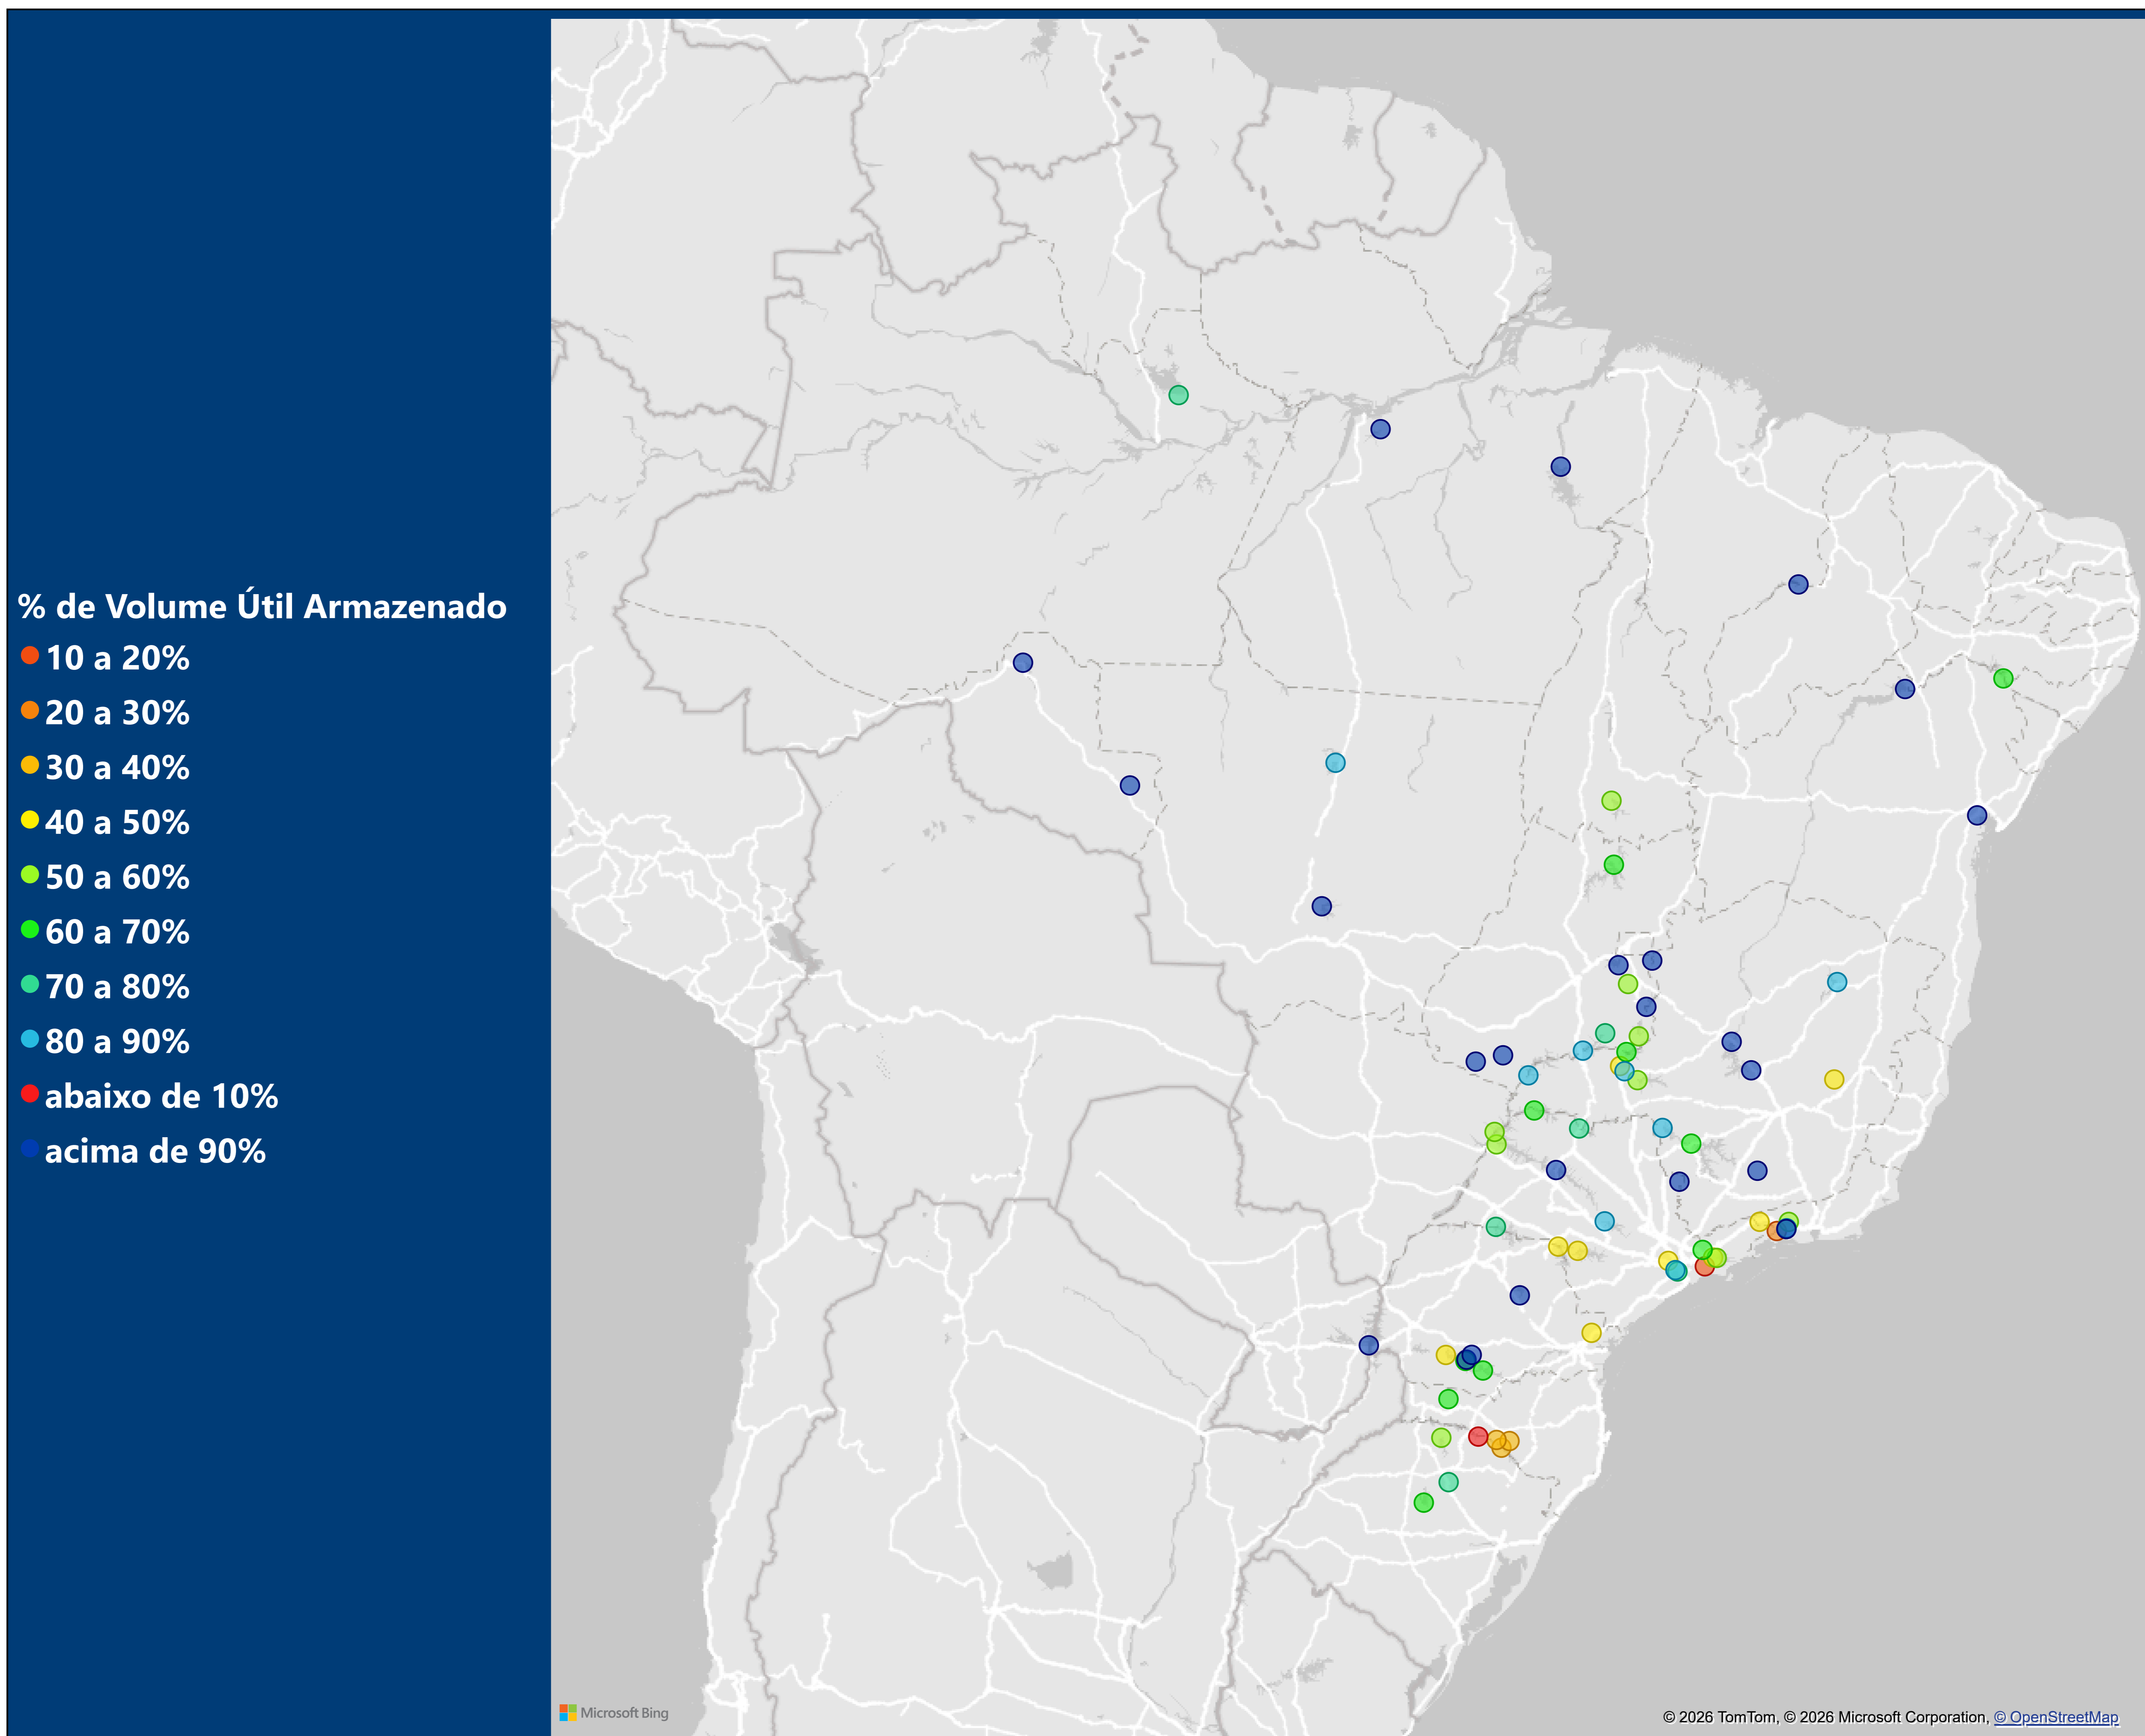 % de Volume Útil Armazenado
10 a 20%
20 a 30%
30 a 40%
40 a 50%
50 a 60%
60 a 70%
70 a 80%
80 a 90%
abaixo de 10%
acima de 90%
Microsoft Bing
© 2026 TomTom, © 2026 Microsoft Corporation, © OpenStreetMap